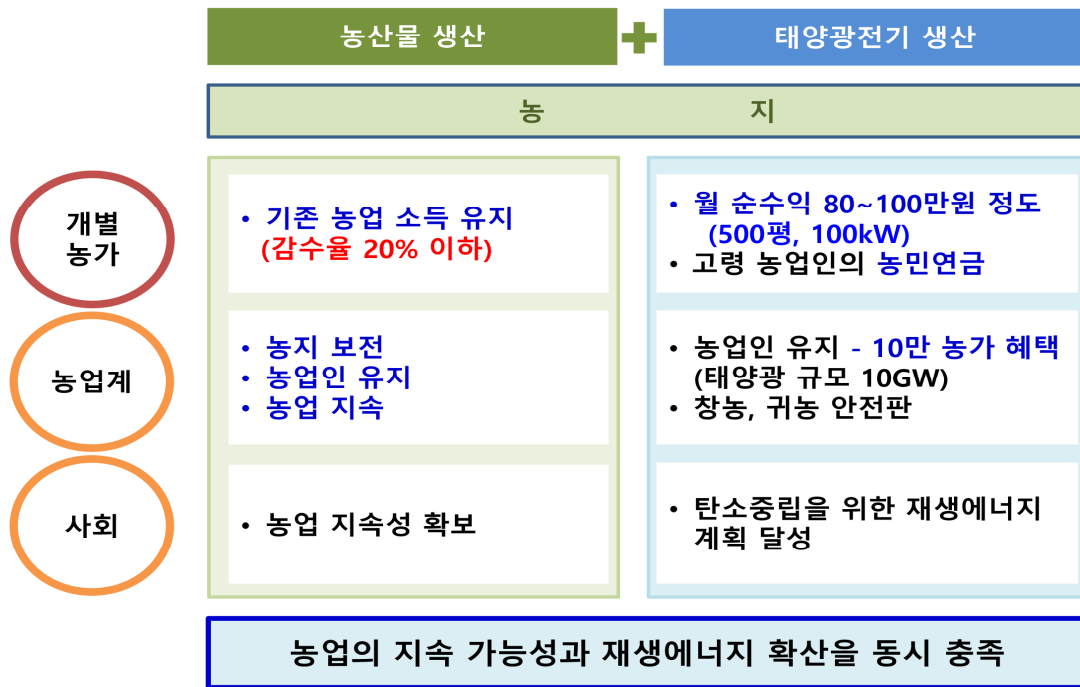 농산물 생산
+
태양광전기 생산
농 지
개별
농가
• 기존 농업 소득 유지
(감수율 20% 이하)
• 월 순수익 80~100만원 정도
(500평, 100kW)
• 고령 농업인의 농민연금
농업계
• 농지 보전
• 농업인 유지
• 농업 지속
• 농업인 유지 - 10만 농가 혜택
(태양광 규모 10GW)
• 창농, 귀농 안전판
사회
• 농업 지속성 확보
• 탄소중립을 위한 재생에너지
계획 달성
농업의 지속 가능성과 재생에너지 확산을 동시 충족